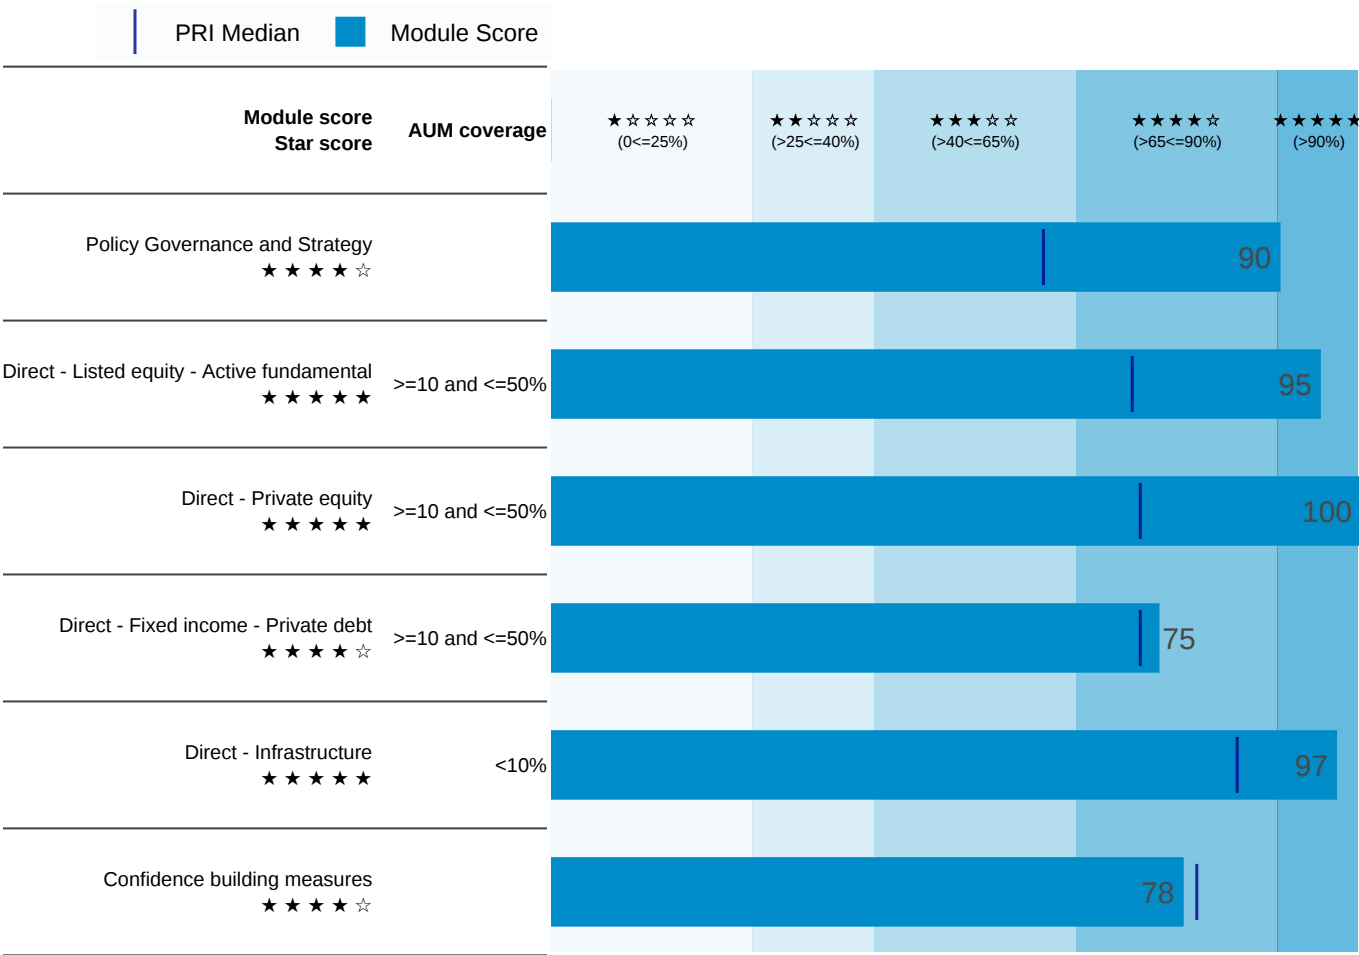 PRI Median Module Score
Module score
Star score
AUM coverage
★☆☆☆☆
(0<=25%)
★★☆☆☆
(>25<=40%)
★★★☆☆
(>40<=65%)
★★★★☆
(>65<=90%)
★★★★★
(>90%)
Policy Governance and Strategy
★★★★☆
90
Direct - Listed equity - Active fundamental
★★★★★
>=10 and <=50%
95
Direct - Private equity
★★★★★
>=10 and <=50%
100
Direct - Fixed income - Private debt
★★★★☆
>=10 and <=50%
75
Direct - Infrastructure
★★★★★
<10%
97
Confidence building measures
★★★★☆
78